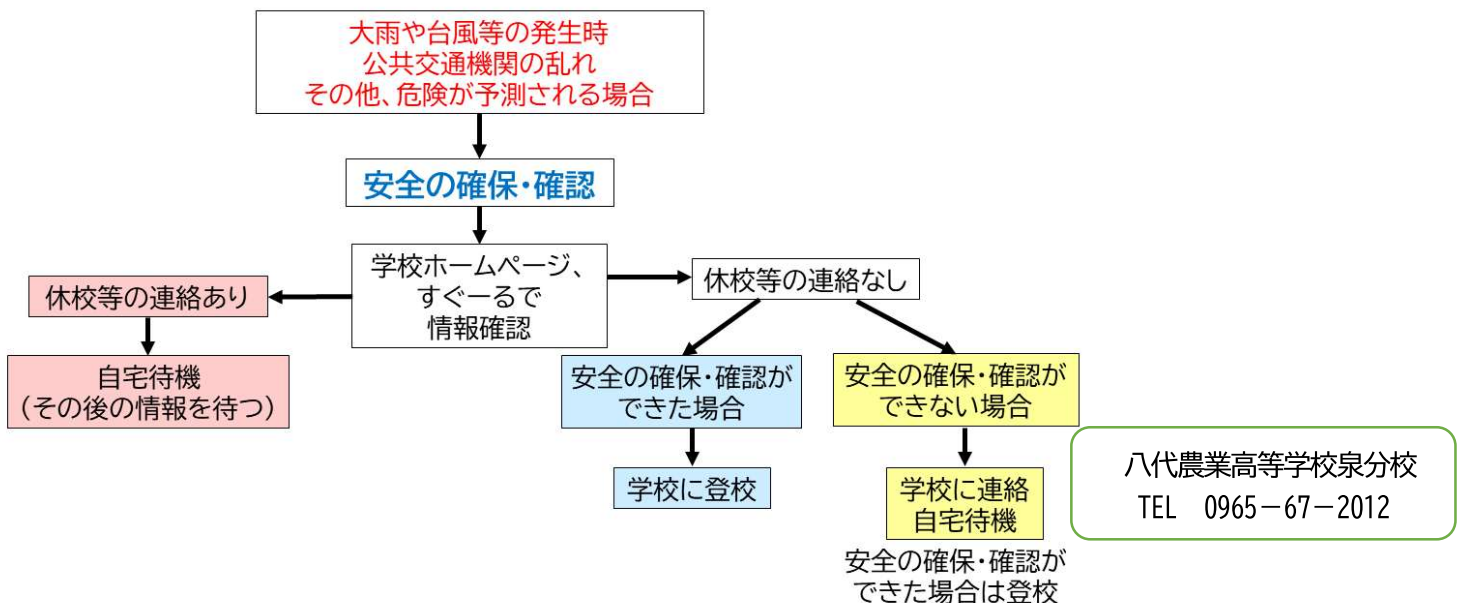 大雨や台風等の発生時
公共交通機関の乱れ
その他、危険が予測される場合
安全の確保・確認
学校ホームページ、
すぐーるで
情報確認
休校等の連絡あり
自宅待機
（その後の情報を待つ）
休校等の連絡なし
安全の確保・確認が
できた場合
学校に登校
安全の確保・確認が
できない場合
学校に連絡
自宅待機
安全の確保・確認が
できた場合は登校
八代農業高等学校泉分校
TEL　0965－67－2012